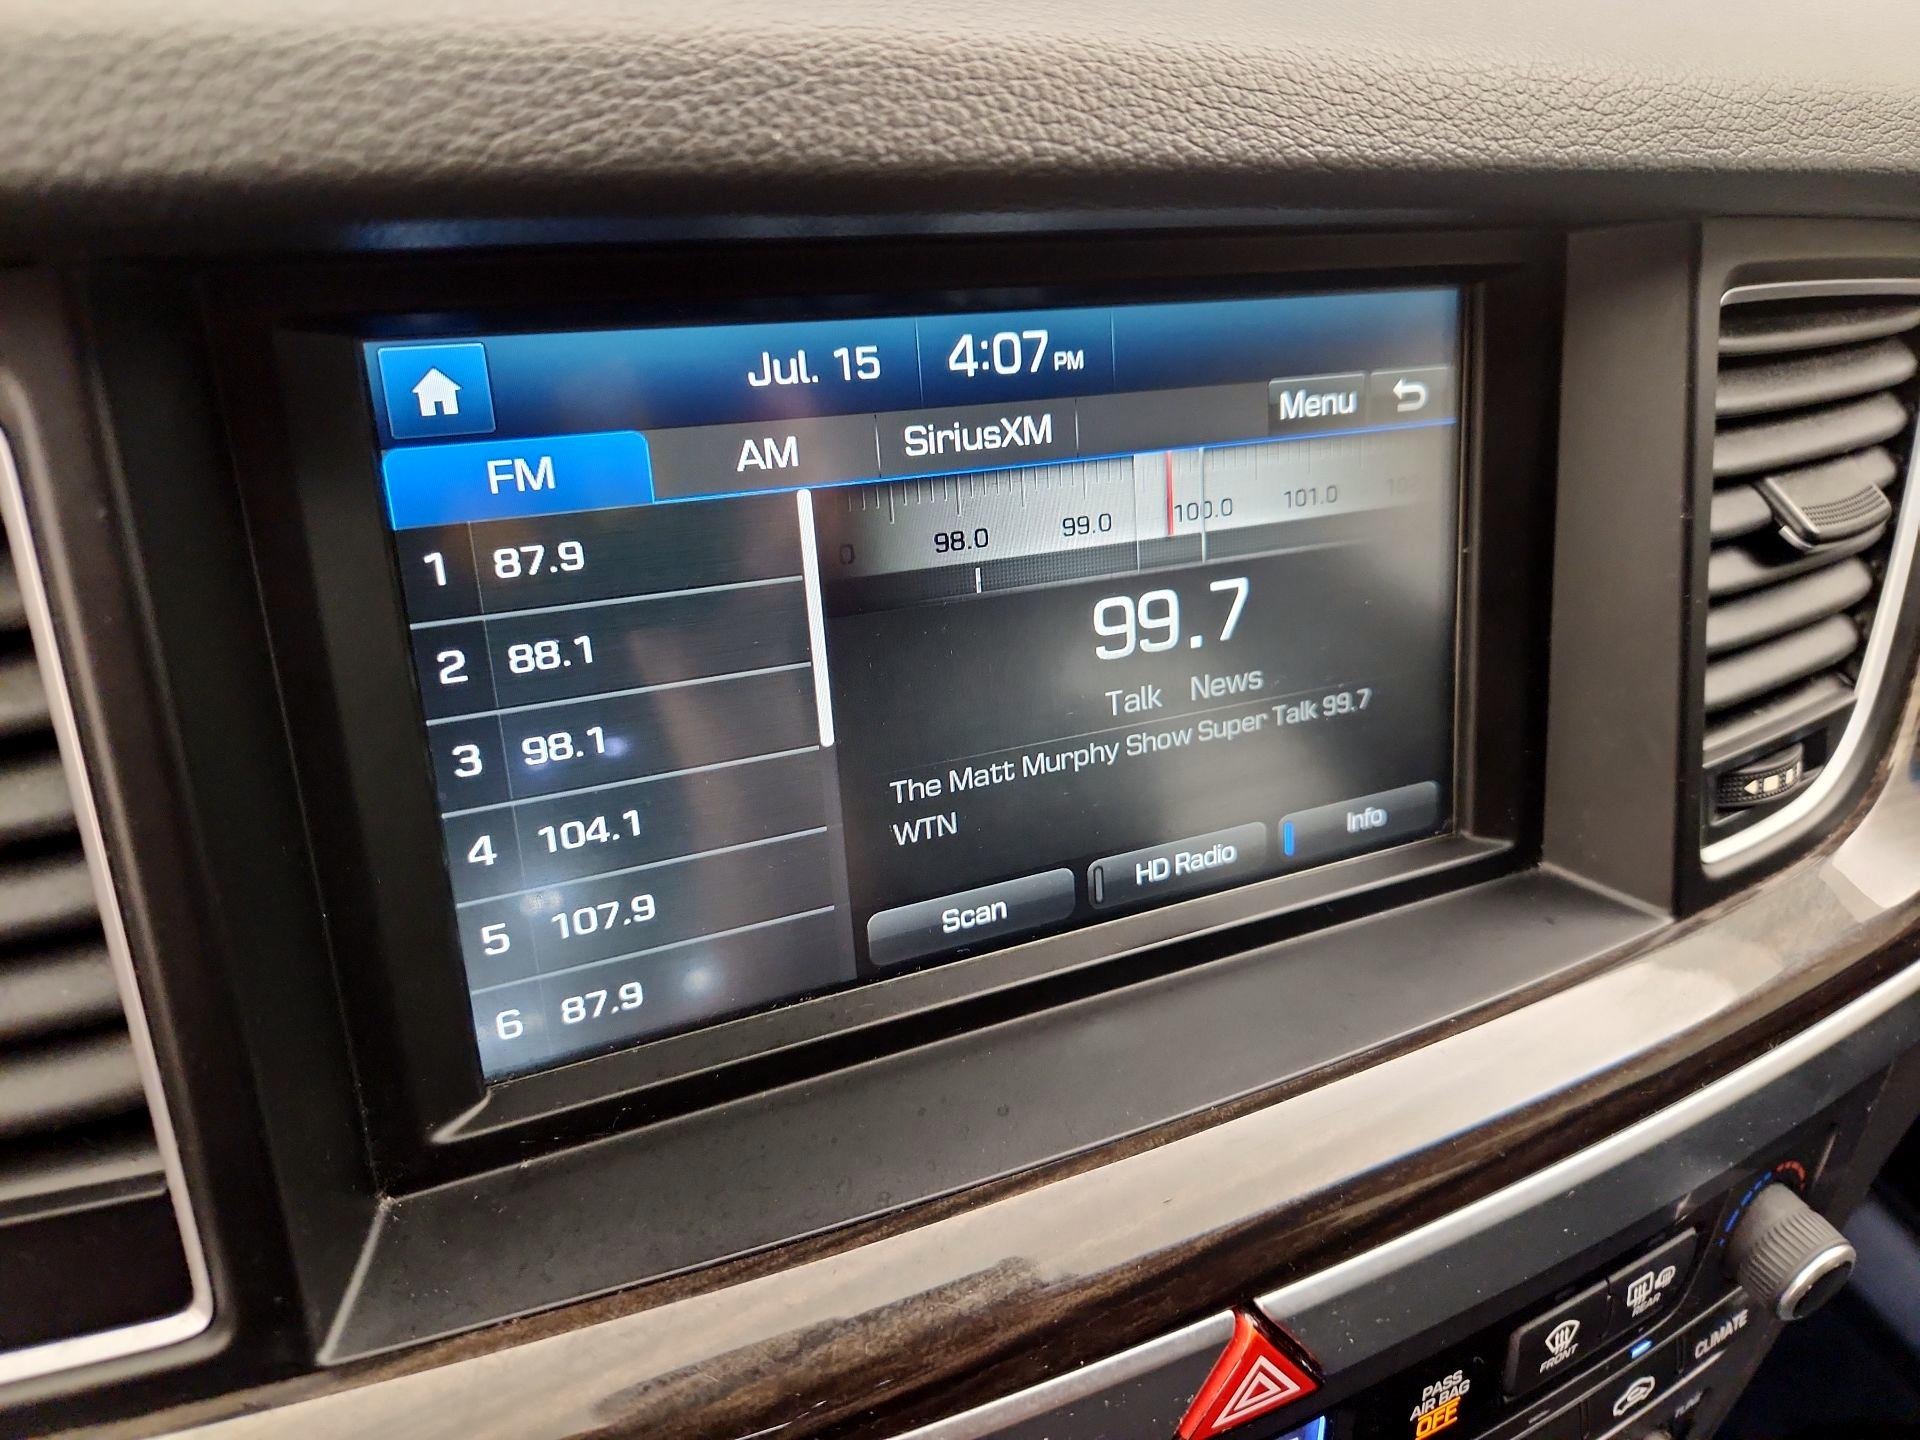 Jul. 15 4:07 PM
Menu
FM AM SiriusXM
98.0 99.0 100.0 101.0
1 87.9
2 88.1
3 98.1
4 104.1
5 107.9
6 87.9
99.7
Talk News
The Matt Murphy Show Super Talk 99.7
WTN
Scan HD Radio Info
REAR
FRONT
CLIMATE
PASS
AIR BAG
OFF